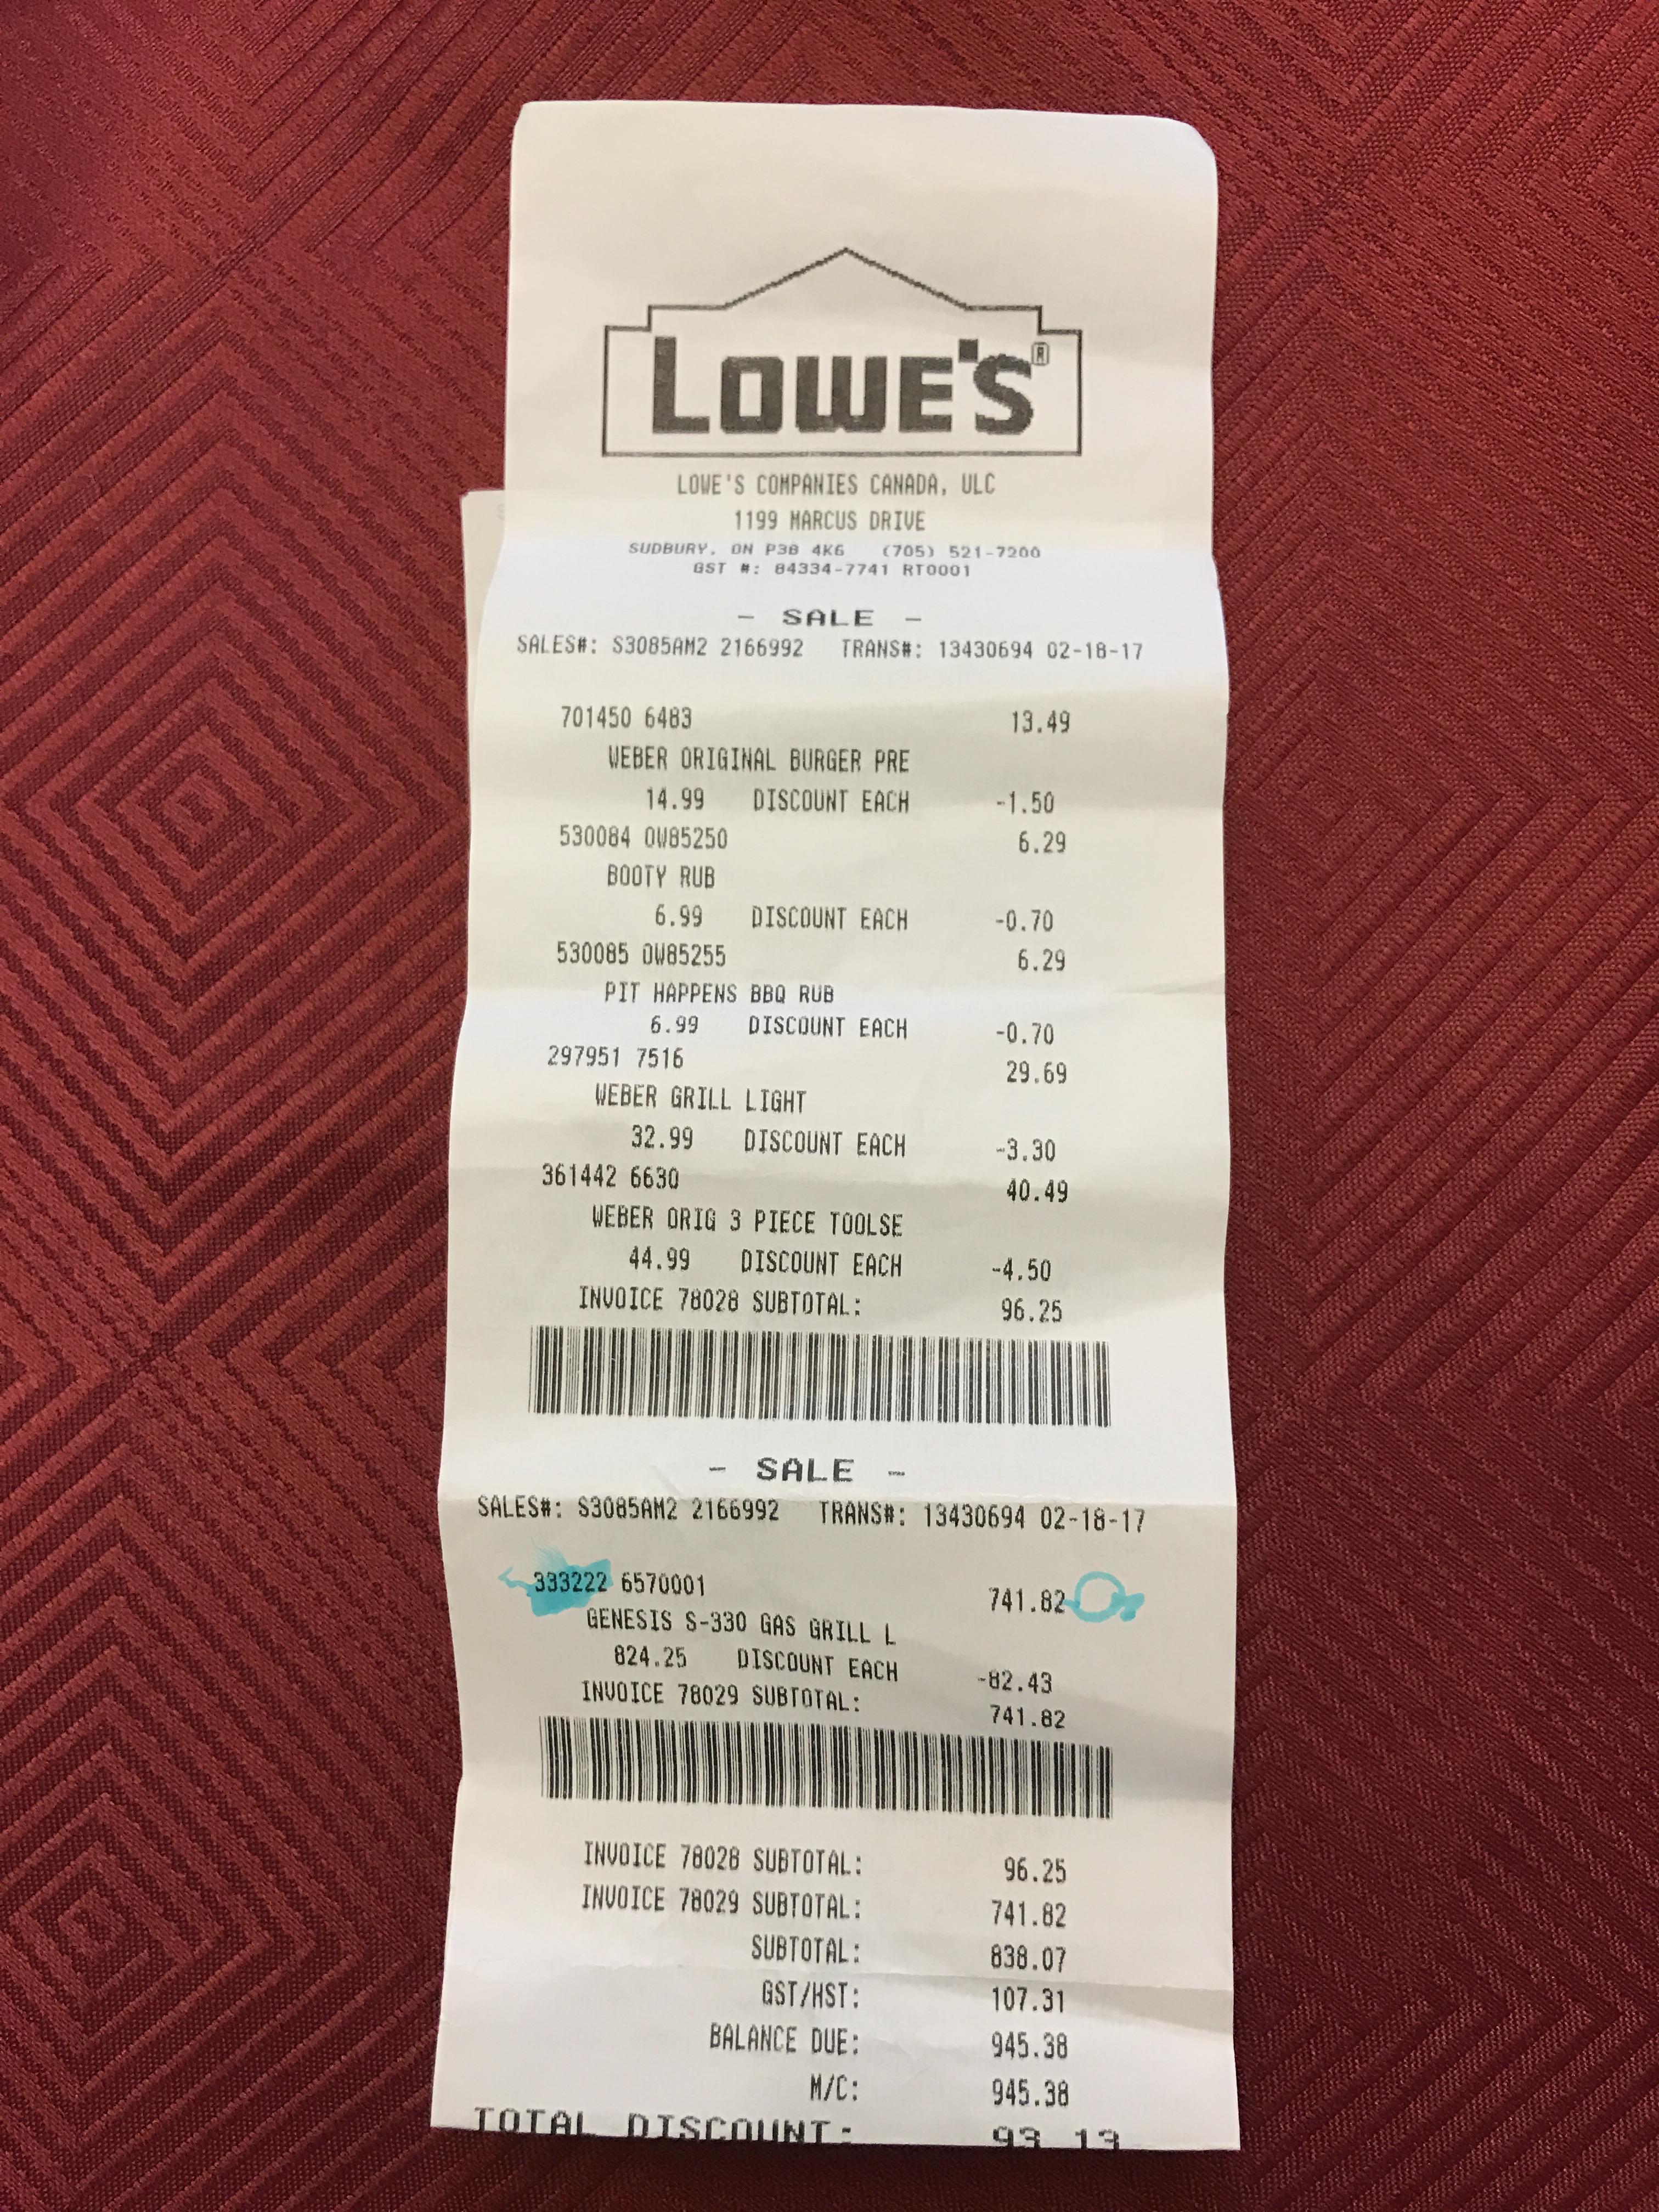 LOWE'S®
LOWE'S COMPANIES CANADA, ULC
1199 MARCUS DRIVE
SUDBURY, ON P3B 4K6 (705) 521-7200
GST #: 84334-7741 RT0001
- SALE -
SALES#: S3085AM2 2166992 TRANS#: 13430694 02-18-17
701450 6483 13.49
WEBER ORIGINAL BURGER PRE
14.99 DISCOUNT EACH -1.50
530084 OW85250 6.29
BOOTY RUB
6.99 DISCOUNT EACH -0.70
530085 OW85255 6.29
PIT HAPPENS BBQ RUB
6.99 DISCOUNT EACH -0.70
297951 7516 29.69
WEBER GRILL LIGHT
32.99 DISCOUNT EACH -3.30
361442 6630 40.49
WEBER ORIG 3 PIECE TOOLSE
44.99 DISCOUNT EACH -4.50
INVOICE 78028 SUBTOTAL: 96.25
- SALE -
SALES#: S3085AM2 2166992 TRANS#: 13430694 02-18-17
333222 6570001 741.82
GENESIS S-330 GAS GRILL L
824.25 DISCOUNT EACH -82.43
INVOICE 78029 SUBTOTAL: 741.82
INVOICE 78028 SUBTOTAL: 96.25
INVOICE 78029 SUBTOTAL: 741.82
SUBTOTAL: 838.07
GST/HST: 107.31
BALANCE DUE: 945.38
M/C: 945.38
TOTAL DISCOUNT: 93.13